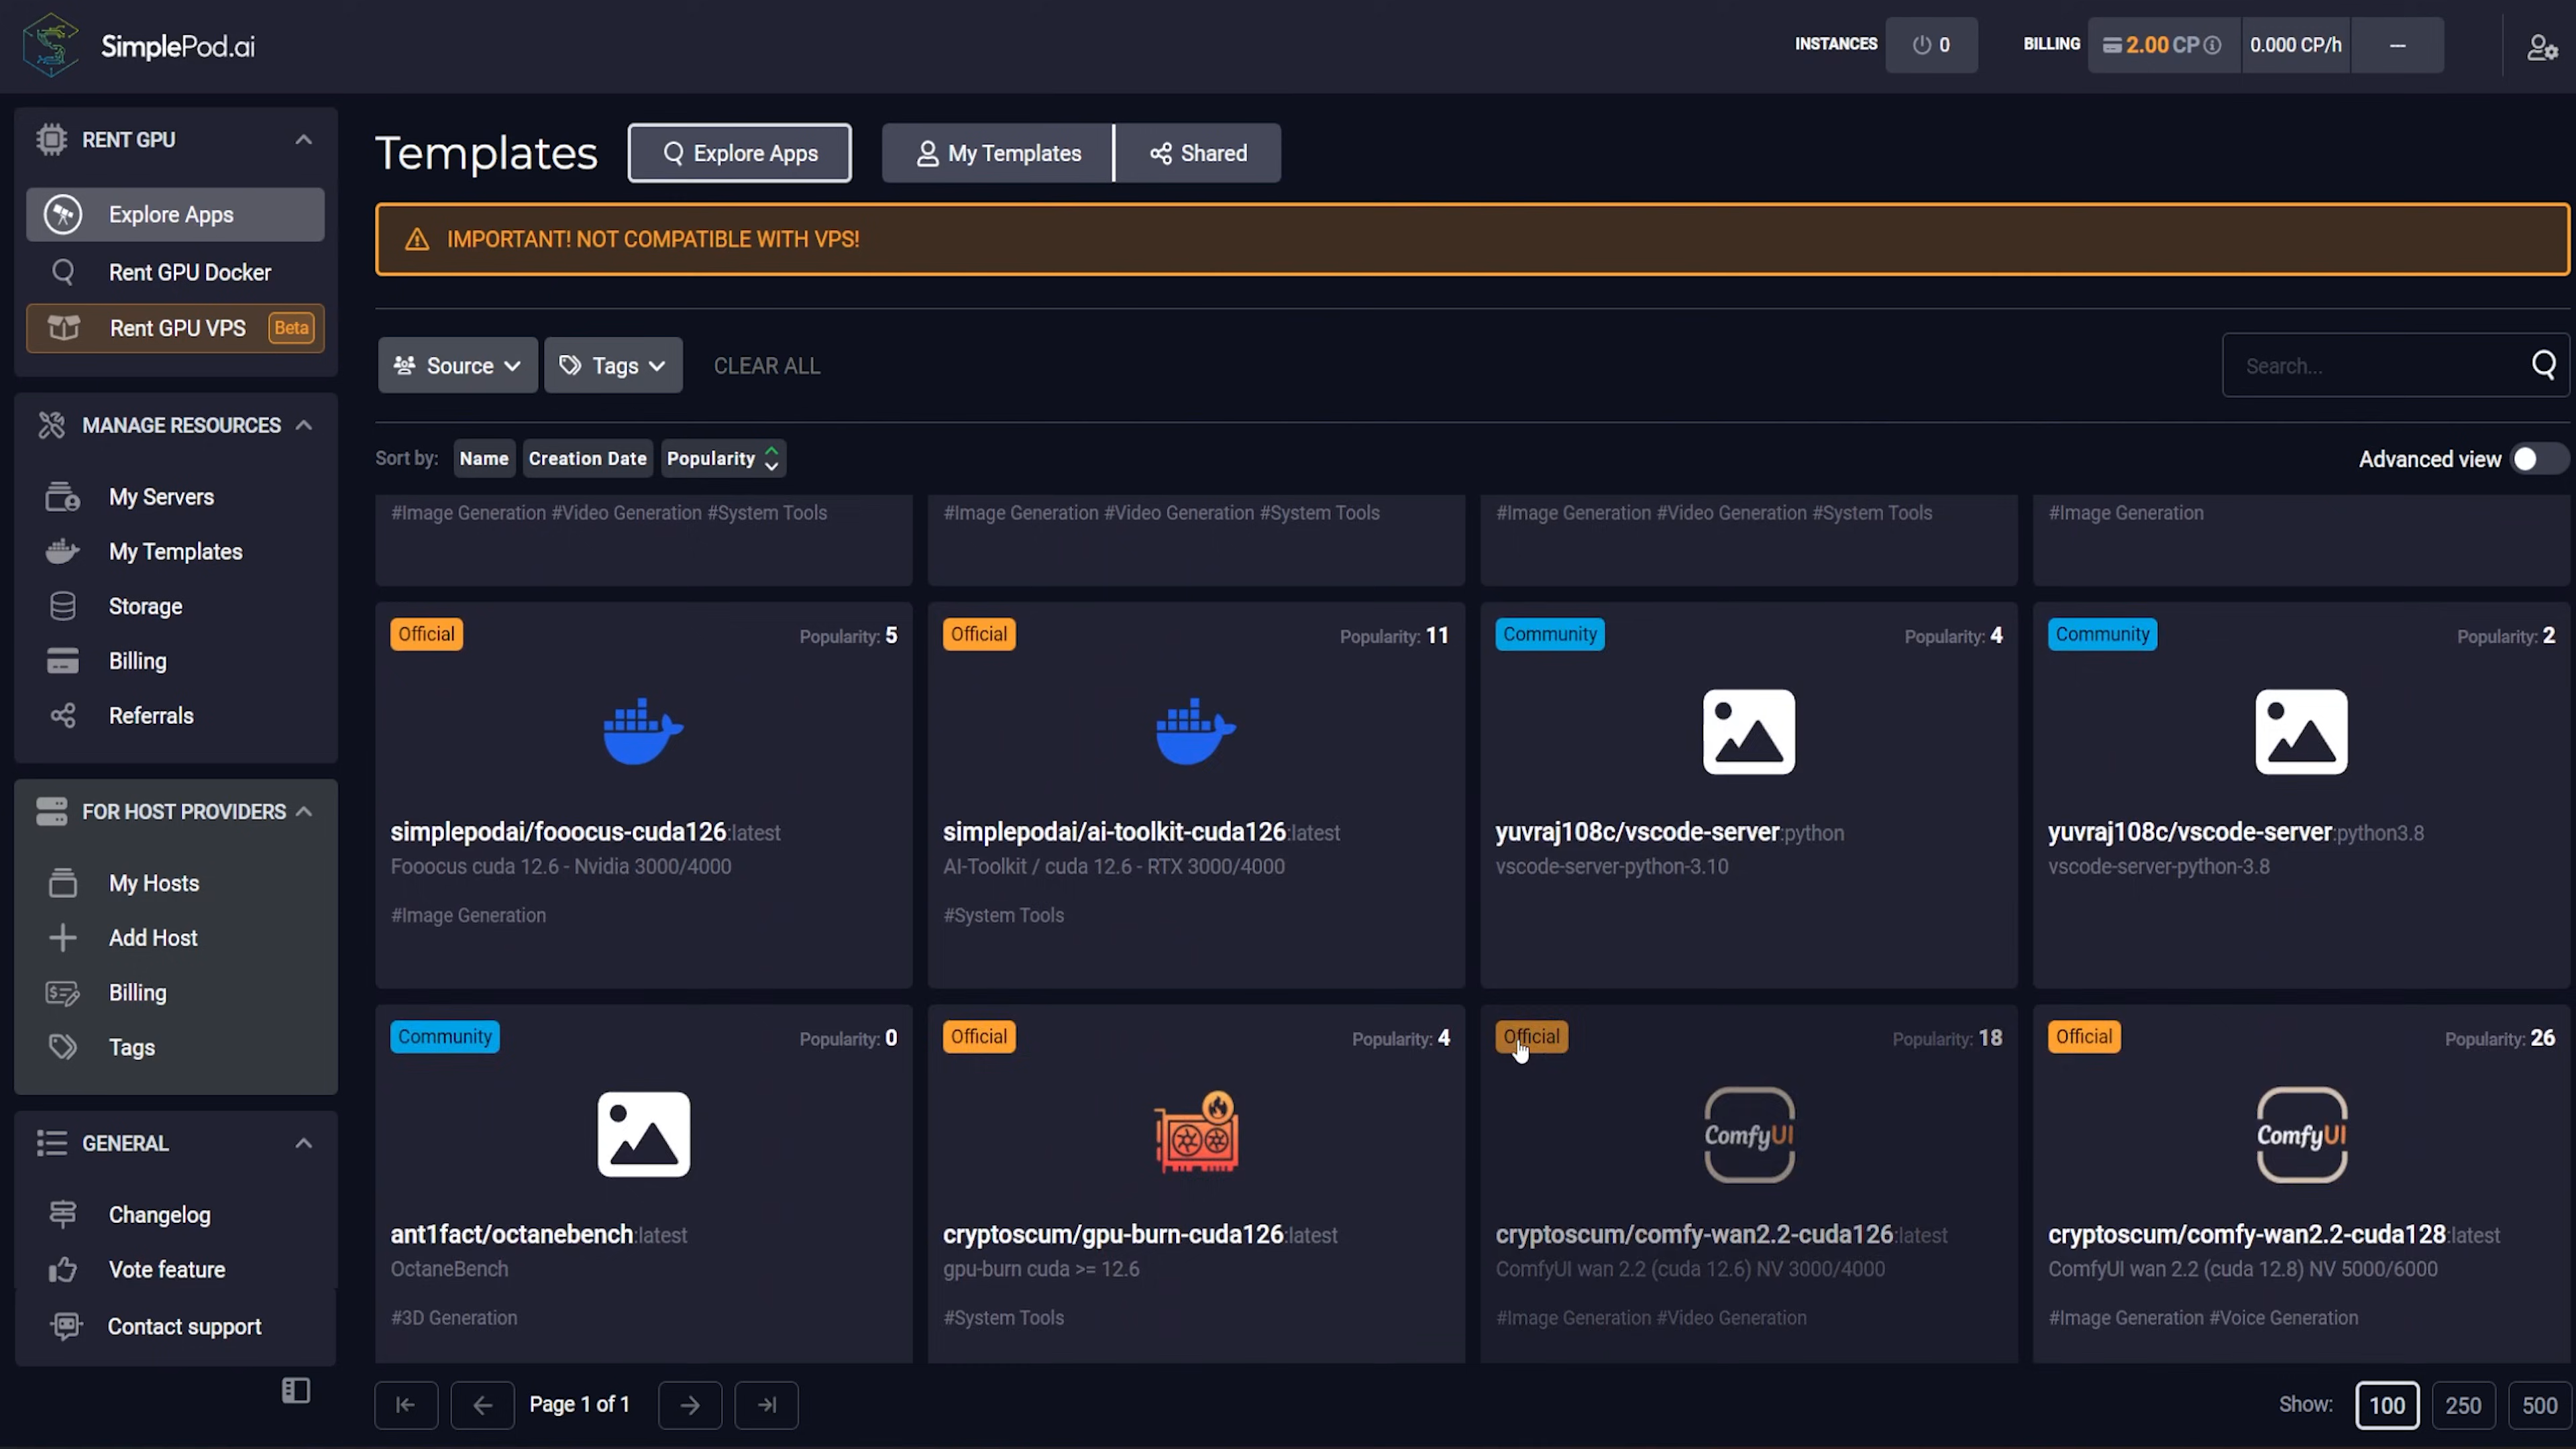 SimplePod.ai
INSTANCES 0 BILLING 2.00 CP 0.000 CP/h —
RENT GPU
Explore Apps
Rent GPU Docker
Rent GPU VPS Beta
MANAGE RESOURCES
My Servers
My Templates
Storage
Billing
Referrals
FOR HOST PROVIDERS
My Hosts
Add Host
Billing
Tags
GENERAL
Changelog
Vote feature
Contact support
Templates Explore Apps My Templates Shared
IMPORTANT! NOT COMPATIBLE WITH VPS!
Source Tags CLEAR ALL Search...
Sort by: Name Creation Date Popularity Advanced view
#Image Generation #Video Generation #System Tools
#Image Generation #Video Generation #System Tools
#Image Generation #Video Generation #System Tools
#Image Generation
Official Popularity: 5
simplepodai/fooocus-cuda126:latest
Fooocus cuda 12.6 - Nvidia 3000/4000
#Image Generation
Official Popularity: 11
simplepodai/ai-toolkit-cuda126:latest
AI-Toolkit / cuda 12.6 - RTX 3000/4000
#System Tools
Community Popularity: 4
yuvraj108c/vscode-server:python
vscode-server-python-3.10
Community Popularity: 2
yuvraj108c/vscode-server:python3.8
vscode-server-python-3.8
Community Popularity: 0
ant1fact/octanebench:latest
OctaneBench
#3D Generation
Official Popularity: 4
cryptoscum/gpu-burn-cuda126:latest
gpu-burn cuda >= 12.6
#System Tools
Official Popularity: 18
ComfyUI
cryptoscum/comfy-wan2.2-cuda126:latest
ComfyUI wan 2.2 (cuda 12.6) NV 3000/4000
#Image Generation #Video Generation
Official Popularity: 26
ComfyUI
cryptoscum/comfy-wan2.2-cuda128:latest
ComfyUI wan 2.2 (cuda 12.8) NV 5000/6000
#Image Generation #Voice Generation
Page 1 of 1 Show: 100 250 500